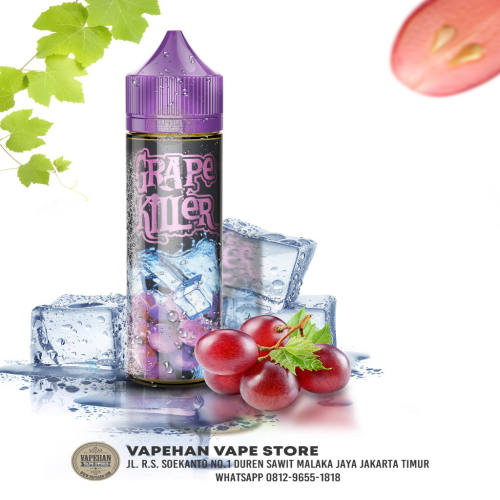 GRAPE
KILLER
VAPEHAN
VAPEHAN VAPE STORE
JL. R.S. SOEKANTO NO.1 DUREN SAWIT MALAKA JAYA JAKARTA TIMUR
WHATSAPP 0812-9655-1818